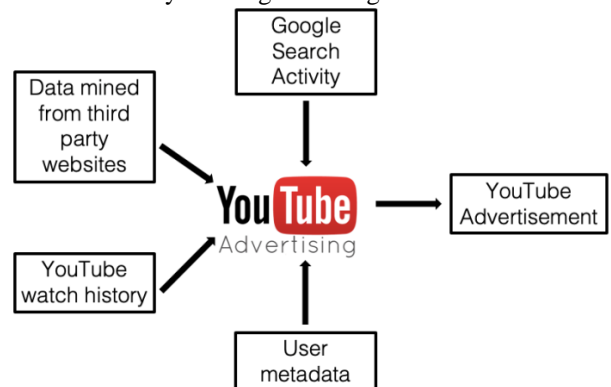 Google
Search
Activity
Data mined
from third
party
websites
YouTube
Advertising
YouTube
Advertisement
YouTube
watch history
User
metadata